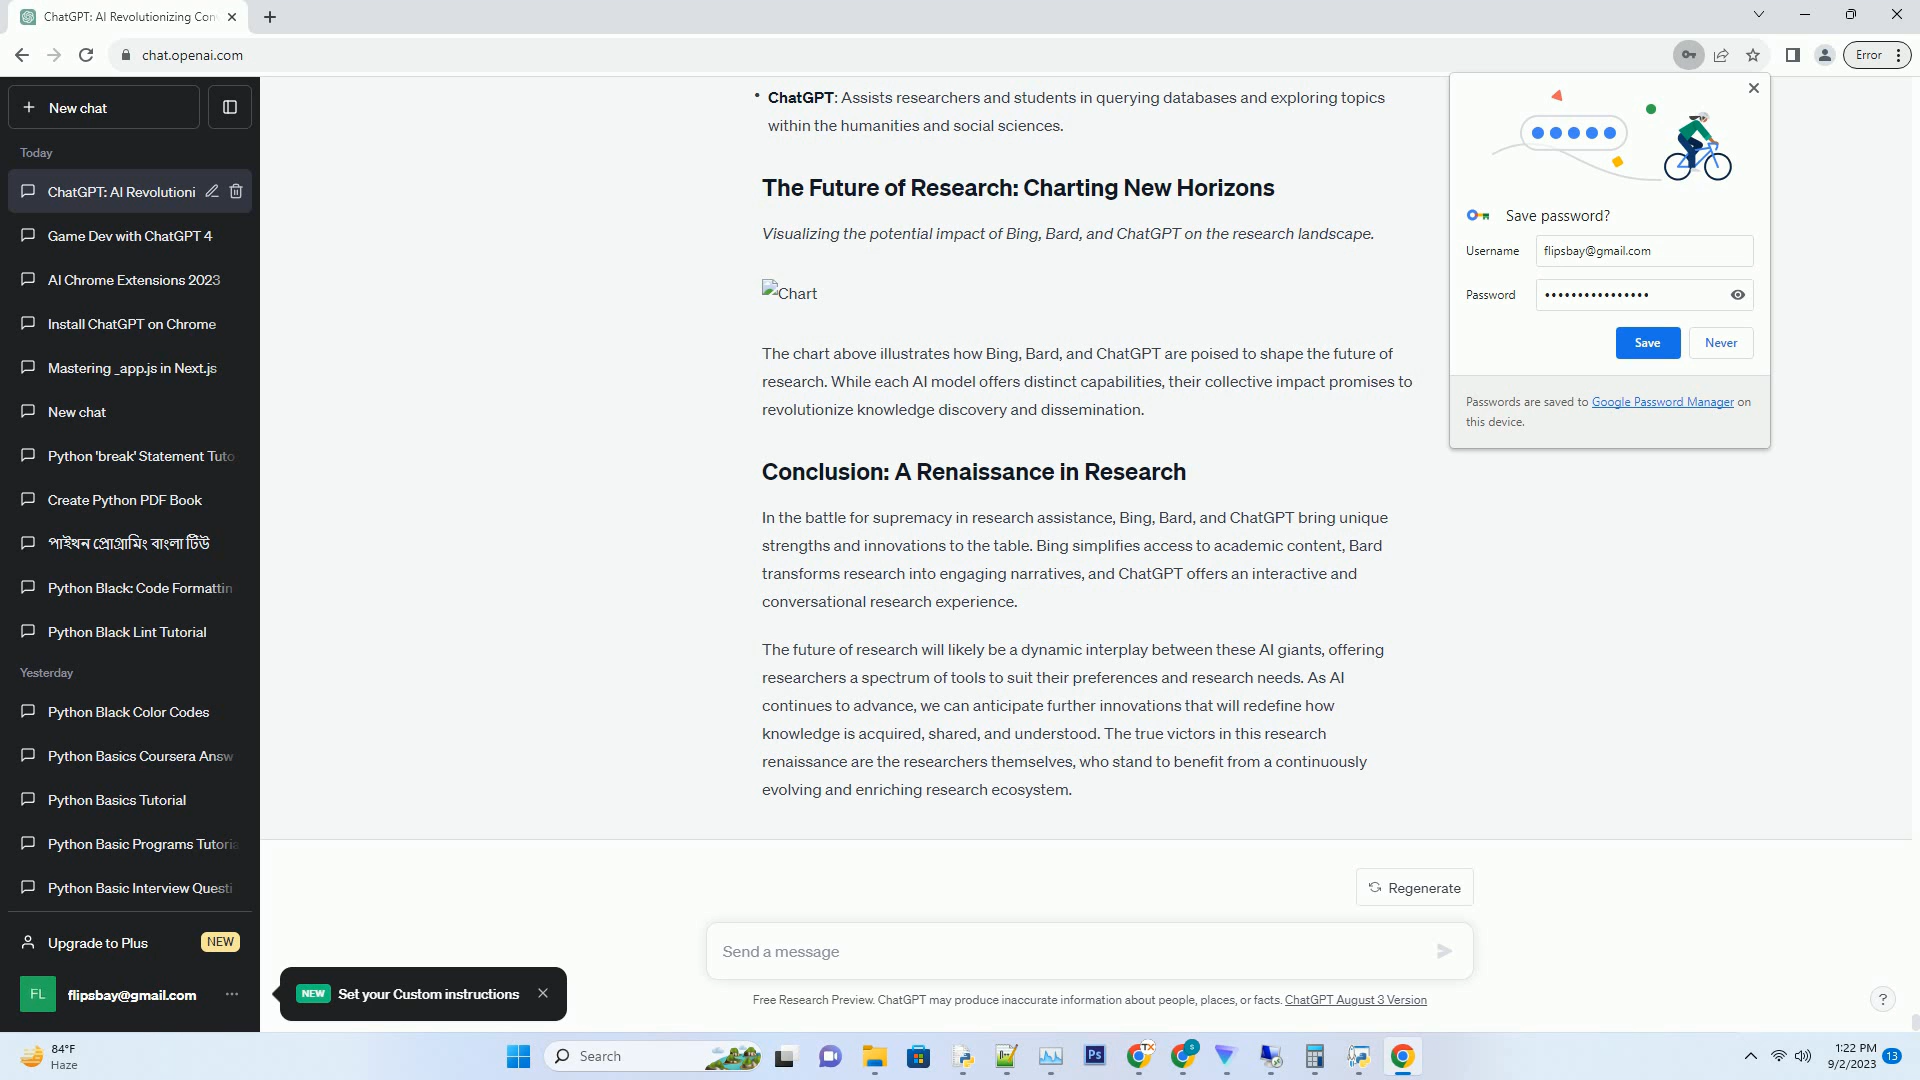 ChatGPT: AI Revolutionizing Con
chat.openai.com
Error
New chat
Today
ChatGPT: AI Revolutioni
Game Dev with ChatGPT 4
AI Chrome Extensions 2023
Install ChatGPT on Chrome
Mastering _app.js in Next.js
New chat
Python 'break' Statement Tuto
Create Python PDF Book
পাইথন প্রোগ্রামিং বাংলা টিউ
Python Black: Code Formattin
Python Black Lint Tutorial
Yesterday
Python Black Color Codes
Python Basics Coursera Answ
Python Basics Tutorial
Python Basic Programs Tutoria
Python Basic Interview Questi
Upgrade to Plus
NEW
FL
flipsbay@gmail.com
• ChatGPT: Assists researchers and students in querying databases and exploring topics
within the humanities and social sciences.
The Future of Research: Charting New Horizons
Visualizing the potential impact of Bing, Bard, and ChatGPT on the research landscape.
Chart
The chart above illustrates how Bing, Bard, and ChatGPT are poised to shape the future of
research. While each AI model offers distinct capabilities, their collective impact promises to
revolutionize knowledge discovery and dissemination.
Conclusion: A Renaissance in Research
In the battle for supremacy in research assistance, Bing, Bard, and ChatGPT bring unique
strengths and innovations to the table. Bing simplifies access to academic content, Bard
transforms research into engaging narratives, and ChatGPT offers an interactive and
conversational research experience.
The future of research will likely be a dynamic interplay between these AI giants, offering
researchers a spectrum of tools to suit their preferences and research needs. As AI
continues to advance, we can anticipate further innovations that will redefine how
knowledge is acquired, shared, and understood. The true victors in this research
renaissance are the researchers themselves, who stand to benefit from a continuously
evolving and enriching research ecosystem.
Regenerate
Send a message
Free Research Preview. ChatGPT may produce inaccurate information about people, places, or facts. ChatGPT August 3 Version
NEW Set your Custom instructions
?
Save password?
Username flipsbay@gmail.com
Password ••••••••••••••••
Save Never
Passwords are saved to Google Password Manager on
this device.
84°F
Haze
Search
Ps
TX
S
1:22 PM
9/2/2023
13